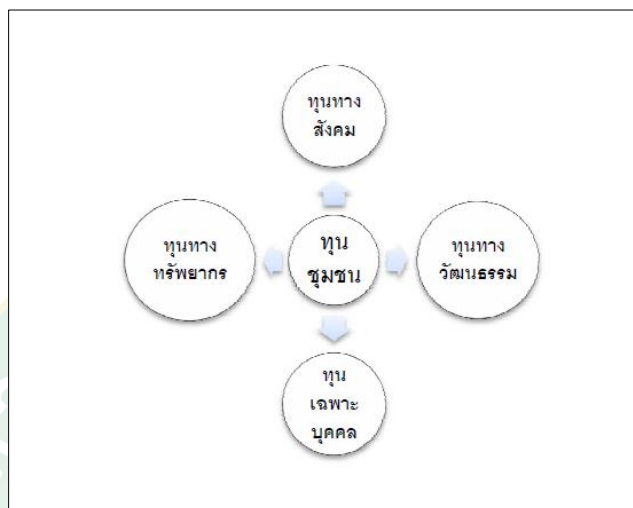 ทุนทาง
สังคม
ทุนทาง
ทรัพยากร
ทุน
ชุมชน
ทุนทาง
วัฒนธรรม
ทุน
เฉพาะ
บุคคล